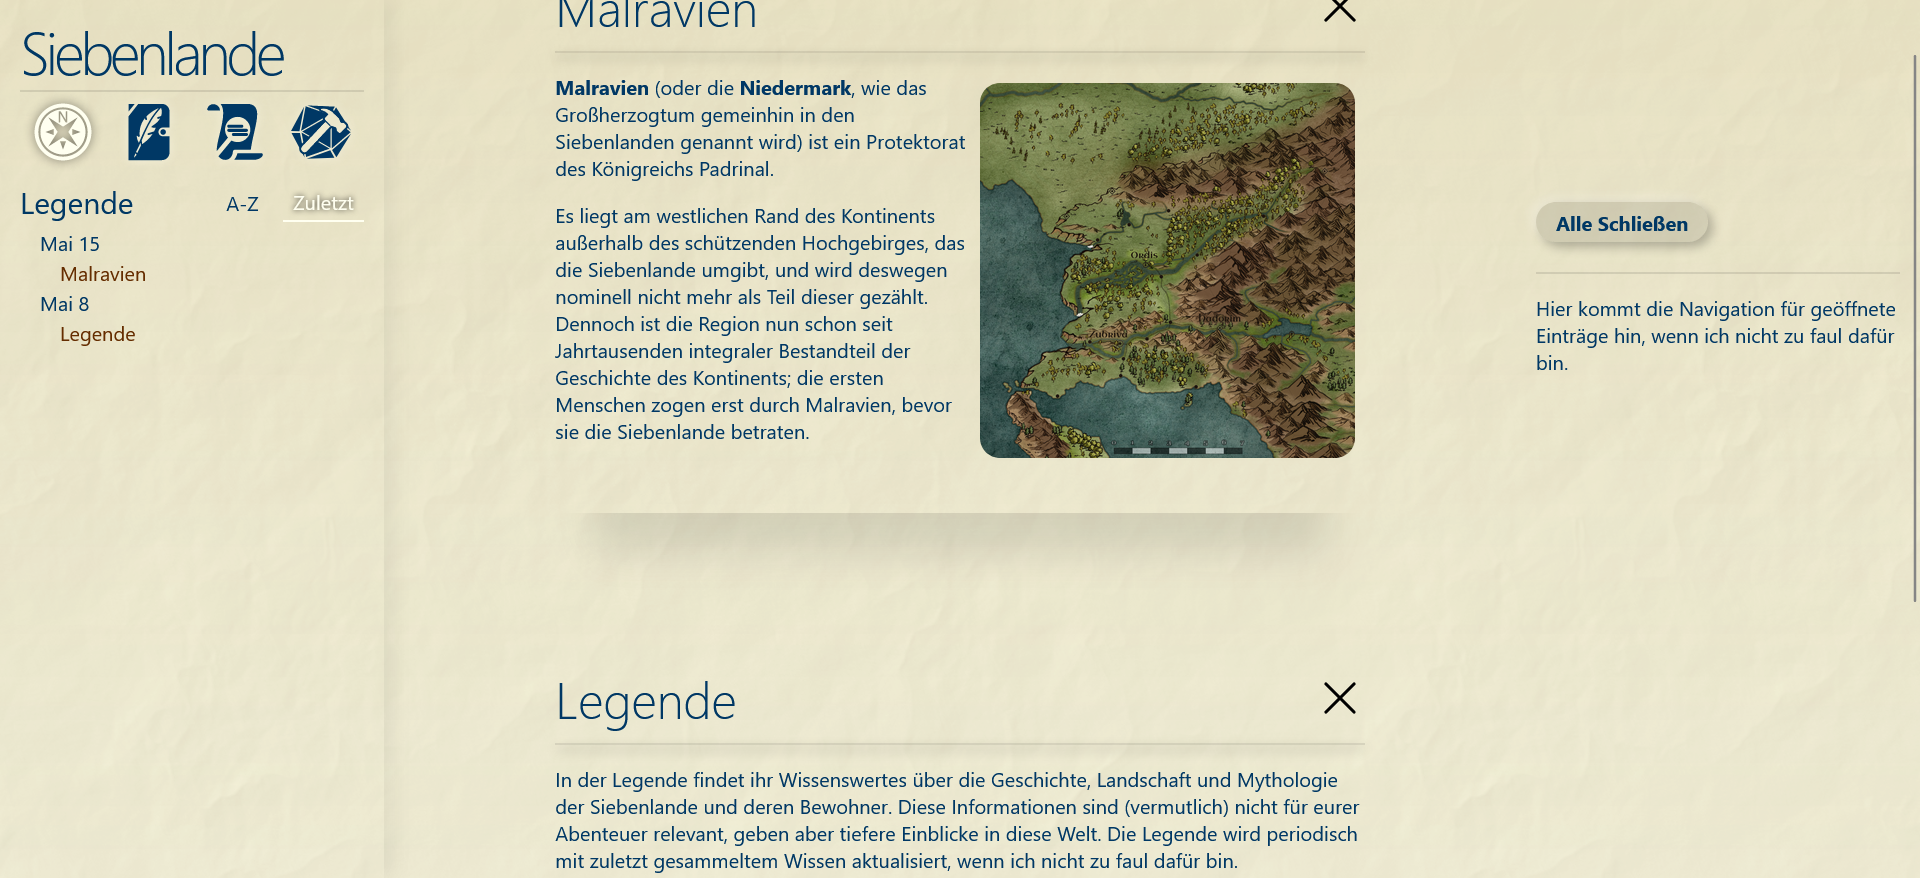 Siebenlande
N
Legende
A-Z
Zuletzt
Mai 15
Malravien
Mai 8
Legende
Malravien
Malravien (oder die Niedermark, wie das
Großherzogtum gemeinhin in den
Siebenlanden genannt wird) ist ein Protektorat
des Königreichs Padrinal.
Es liegt am westlichen Rand des Kontinents
außerhalb des schützenden Hochgebirges, das
die Siebenlande umgibt, und wird deswegen
nominell nicht mehr als Teil dieser gezählt.
Dennoch ist die Region nun schon seit
Jahrtausenden integraler Bestandteil der
Geschichte des Kontinents; die ersten
Menschen zogen erst durch Malravien, bevor
sie die Siebenlande betraten.
Legende
In der Legende findet ihr Wissenswertes über die Geschichte, Landschaft und Mythologie
der Siebenlande und deren Bewohner. Diese Informationen sind (vermutlich) nicht für eurer
Abenteuer relevant, geben aber tiefere Einblicke in diese Welt. Die Legende wird periodisch
mit zuletzt gesammeltem Wissen aktualisiert, wenn ich nicht zu faul dafür bin.
Alle Schließen
Hier kommt die Navigation für geöffnete
Einträge hin, wenn ich nicht zu faul dafür
bin.